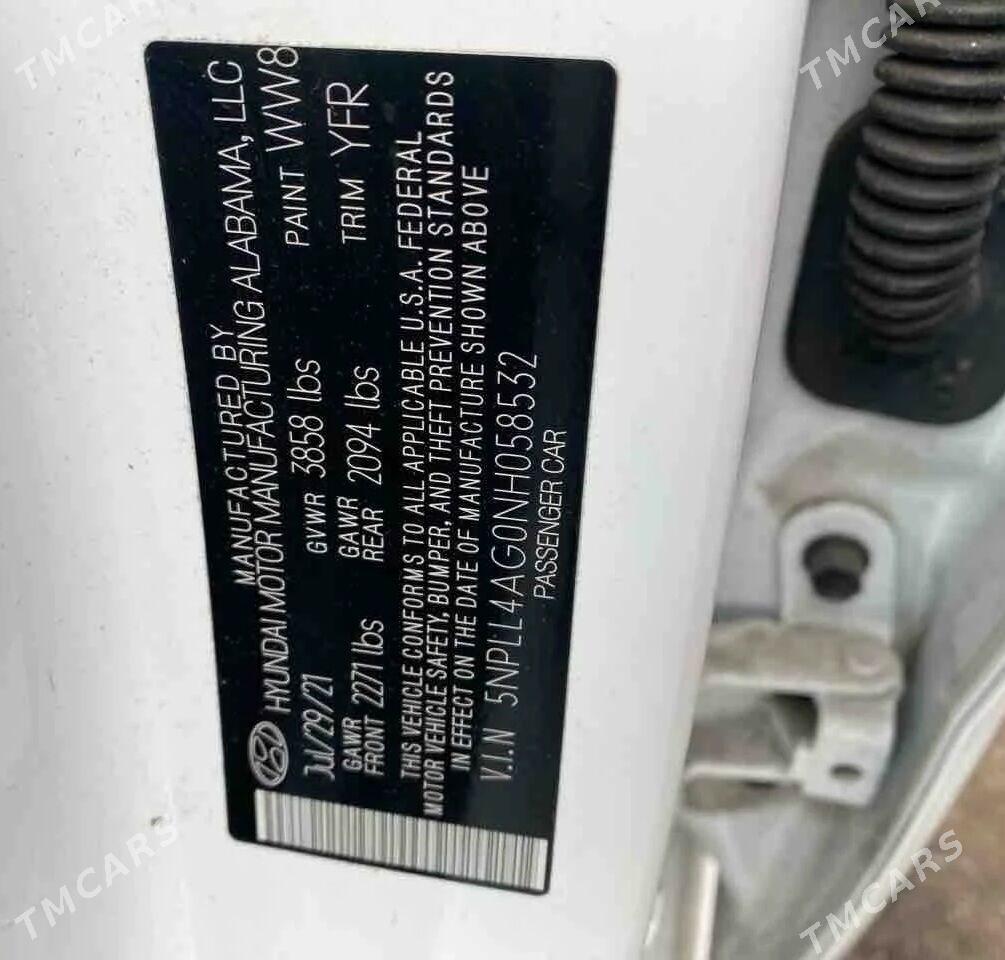 MANUFACTURED BY
HYUNDAI MOTOR MANUFACTURING ALABAMA, LLC
Jul/29/21 GVWR 3858 lbs PAINT WW8
GAWR FRONT 2271 lbs GAWR REAR 2094 lbs TRIM YFR
THIS VEHICLE CONFORMS TO ALL APPLICABLE U.S.A. FEDERAL
MOTOR VEHICLE SAFETY, BUMPER, AND THEFT PREVENTION STANDARDS
IN EFFECT ON THE DATE OF MANUFACTURE SHOWN ABOVE
V.I.N 5NPLL4AG0NH058532
PASSENGER CAR
TMCARS
TMCARS
TMCARS
TMCARS